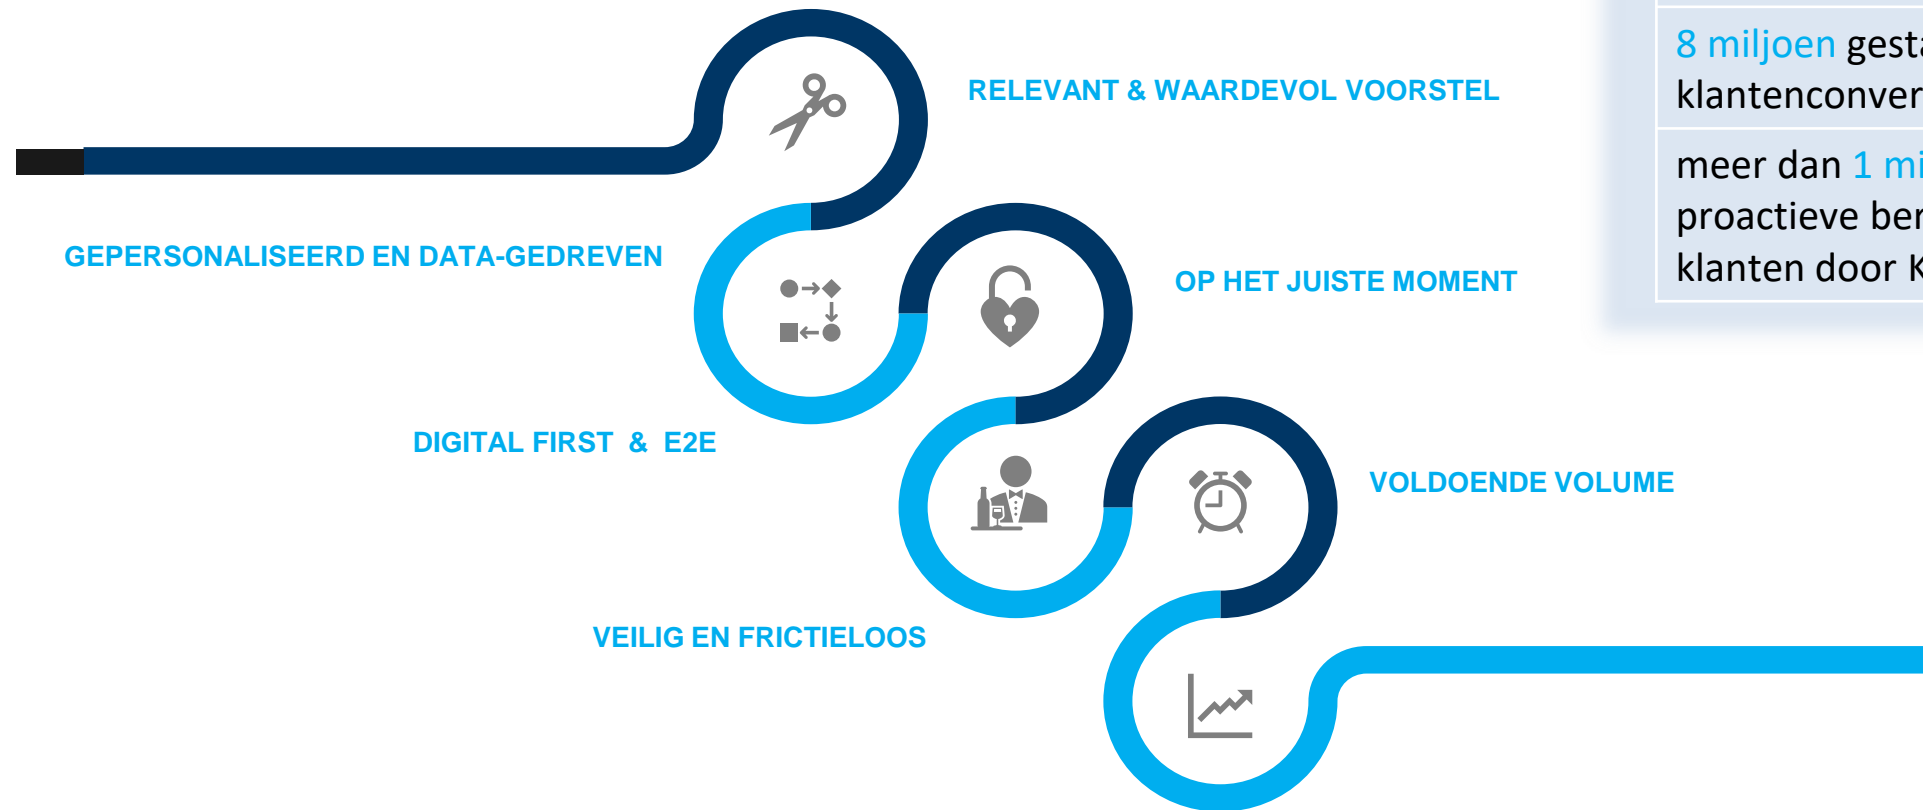 RELEVANT & WAARDEVOL VOORSTEL
GEPERSONALISEERD EN DATA-GEDREVEN
OP HET JUISTE MOMENT
DIGITAL FIRST & E2E
VOLDOENDE VOLUME
VEILIG EN FRICTIELOOS
8 miljoen
meer dan 1
proactieve
klanten door